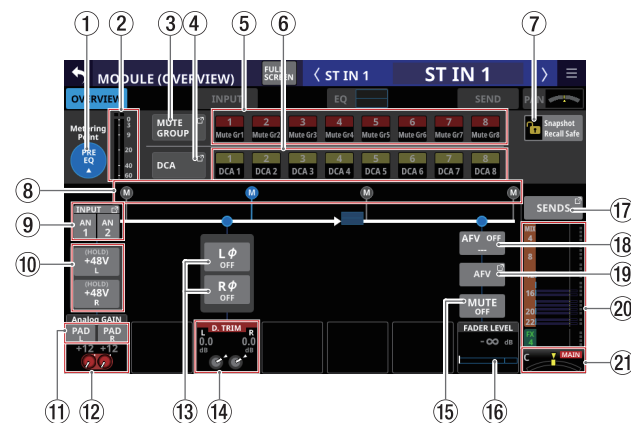 1 2 3 4 5 6 7
MODULE (OVERVIEW) FULL SCREEN ST IN 1 ST IN 1
OVERVIEW INPUT EQ SEND PAN
Metering Point
PRE EQ
0
3
9
20
40
60
MUTE GROUP
1 2 3 4 5 6 7 8
Mute Gr1 Mute Gr2 Mute Gr3 Mute Gr4 Mute Gr5 Mute Gr6 Mute Gr7 Mute Gr8
Snapshot Recall Safe
DCA
1 2 3 4 5 6 7 8
DCA 1 DCA 2 DCA 3 DCA 4 DCA 5 DCA 6 DCA 7 DCA 8
8
M M M M
9
INPUT
AN 1 AN 2
SENDS
17
10
(HOLD)
+48V
L
(HOLD)
+48V
R
L Φ
OFF
R Φ
OFF
AFV OFF
---
18
AFV
19
MUTE
OFF
MIX
4
8
16
20
22
FX
4
20
Analog GAIN
PAD L PAD R
+12 +12
D. TRIM
L R
0.0 0.0
dB dB
FADER LEVEL
-∞ dB
C MAIN
21
11 12 13 14 15 16